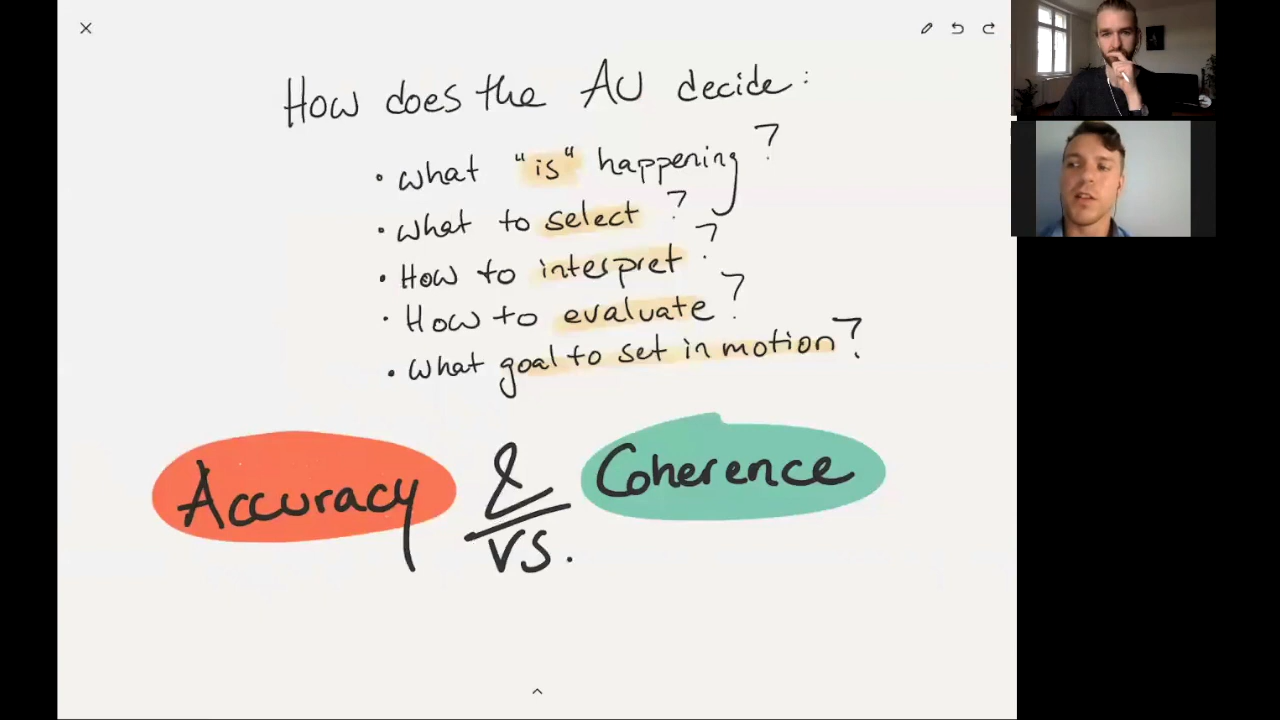 How does the AU decide:
• what "is" happening?
• what to select?
• How to interpret?
• How to evaluate?
• what goal to set in motion?
Accuracy & vs. Coherence